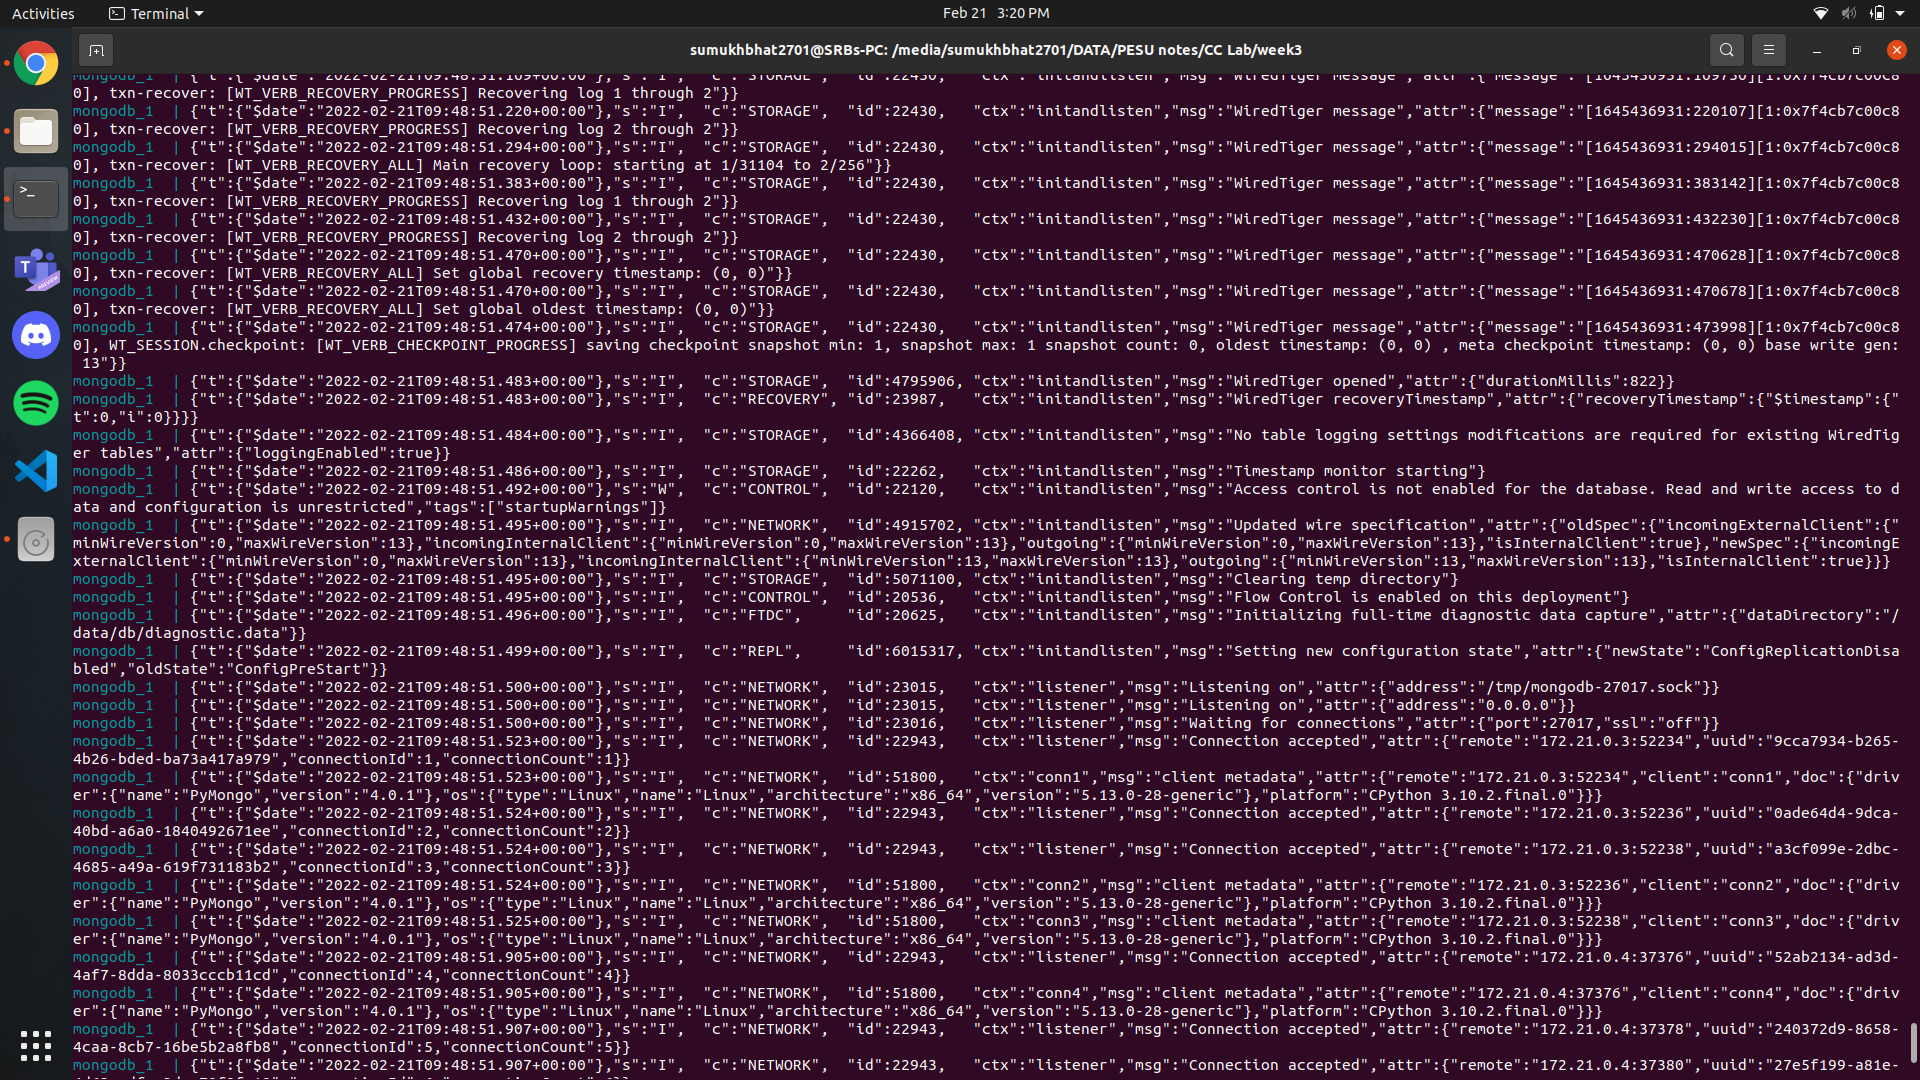 Activities Terminal Feb 21 3:20 PM
sumukhbhat2701@SRBs-PC: /media/sumukhbhat2701/DATA/PESU notes/CC Lab/week3
mongodb_1 | {"t":{"$date":"2022-02-21T09:48:51.169+00:00"},"s":"I", "c":"STORAGE", "id":22430, "ctx":"initandlisten","msg":"WiredTiger message","attr":{"message":"[1645436931:169730][1:0x7f4cb7c00c8
0], txn-recover: [WT_VERB_RECOVERY_PROGRESS] Recovering log 1 through 2"}}
mongodb_1 | {"t":{"$date":"2022-02-21T09:48:51.220+00:00"},"s":"I", "c":"STORAGE", "id":22430, "ctx":"initandlisten","msg":"WiredTiger message","attr":{"message":"[1645436931:220107][1:0x7f4cb7c00c8
0], txn-recover: [WT_VERB_RECOVERY_PROGRESS] Recovering log 2 through 2"}}
mongodb_1 | {"t":{"$date":"2022-02-21T09:48:51.294+00:00"},"s":"I", "c":"STORAGE", "id":22430, "ctx":"initandlisten","msg":"WiredTiger message","attr":{"message":"[1645436931:294015][1:0x7f4cb7c00c8
0], txn-recover: [WT_VERB_RECOVERY_ALL] Main recovery loop: starting at 1/31104 to 2/256"}}
mongodb_1 | {"t":{"$date":"2022-02-21T09:48:51.383+00:00"},"s":"I", "c":"STORAGE", "id":22430, "ctx":"initandlisten","msg":"WiredTiger message","attr":{"message":"[1645436931:383142][1:0x7f4cb7c00c8
0], txn-recover: [WT_VERB_RECOVERY_PROGRESS] Recovering log 1 through 2"}}
mongodb_1 | {"t":{"$date":"2022-02-21T09:48:51.432+00:00"},"s":"I", "c":"STORAGE", "id":22430, "ctx":"initandlisten","msg":"WiredTiger message","attr":{"message":"[1645436931:432230][1:0x7f4cb7c00c8
0], txn-recover: [WT_VERB_RECOVERY_PROGRESS] Recovering log 2 through 2"}}
mongodb_1 | {"t":{"$date":"2022-02-21T09:48:51.470+00:00"},"s":"I", "c":"STORAGE", "id":22430, "ctx":"initandlisten","msg":"WiredTiger message","attr":{"message":"[1645436931:470628][1:0x7f4cb7c00c8
0], txn-recover: [WT_VERB_RECOVERY_ALL] Set global recovery timestamp: (0, 0)"}}
mongodb_1 | {"t":{"$date":"2022-02-21T09:48:51.470+00:00"},"s":"I", "c":"STORAGE", "id":22430, "ctx":"initandlisten","msg":"WiredTiger message","attr":{"message":"[1645436931:470678][1:0x7f4cb7c00c8
0], txn-recover: [WT_VERB_RECOVERY_ALL] Set global oldest timestamp: (0, 0)"}}
mongodb_1 | {"t":{"$date":"2022-02-21T09:48:51.474+00:00"},"s":"I", "c":"STORAGE", "id":22430, "ctx":"initandlisten","msg":"WiredTiger message","attr":{"message":"[1645436931:473998][1:0x7f4cb7c00c8
0], WT_SESSION.checkpoint: [WT_VERB_CHECKPOINT_PROGRESS] saving checkpoint snapshot min: 1, snapshot max: 1 snapshot count: 0, oldest timestamp: (0, 0) , meta checkpoint timestamp: (0, 0) base write gen:
13"}}
mongodb_1 | {"t":{"$date":"2022-02-21T09:48:51.483+00:00"},"s":"I", "c":"STORAGE", "id":4795906, "ctx":"initandlisten","msg":"WiredTiger opened","attr":{"durationMillis":822}}
mongodb_1 | {"t":{"$date":"2022-02-21T09:48:51.483+00:00"},"s":"I", "c":"RECOVERY", "id":23987, "ctx":"initandlisten","msg":"WiredTiger recoveryTimestamp","attr":{"recoveryTimestamp":{"$timestamp":{"
t":0,"i":0}}}}
mongodb_1 | {"t":{"$date":"2022-02-21T09:48:51.484+00:00"},"s":"I", "c":"STORAGE", "id":4366408, "ctx":"initandlisten","msg":"No table logging settings modifications are required for existing WiredTig
er tables","attr":{"loggingEnabled":true}}
mongodb_1 | {"t":{"$date":"2022-02-21T09:48:51.486+00:00"},"s":"I", "c":"STORAGE", "id":22262, "ctx":"initandlisten","msg":"Timestamp monitor starting"}
mongodb_1 | {"t":{"$date":"2022-02-21T09:48:51.492+00:00"},"s":"W", "c":"CONTROL", "id":22120, "ctx":"initandlisten","msg":"Access control is not enabled for the database. Read and write access to d
ata and configuration is unrestricted","tags":["startupWarnings"]}
mongodb_1 | {"t":{"$date":"2022-02-21T09:48:51.495+00:00"},"s":"I", "c":"NETWORK", "id":4915702, "ctx":"initandlisten","msg":"Updated wire specification","attr":{"oldSpec":{"incomingExternalClient":{"
minWireVersion":0,"maxWireVersion":13},"incomingInternalClient":{"minWireVersion":0,"maxWireVersion":13},"outgoing":{"minWireVersion":0,"maxWireVersion":13},"isInternalClient":true},"newSpec":{"incomingE
xternalClient":{"minWireVersion":0,"maxWireVersion":13},"incomingInternalClient":{"minWireVersion":13,"maxWireVersion":13},"outgoing":{"minWireVersion":13,"maxWireVersion":13},"isInternalClient":true}}}
mongodb_1 | {"t":{"$date":"2022-02-21T09:48:51.495+00:00"},"s":"I", "c":"STORAGE", "id":5071100, "ctx":"initandlisten","msg":"Clearing temp directory"}
mongodb_1 | {"t":{"$date":"2022-02-21T09:48:51.495+00:00"},"s":"I", "c":"CONTROL", "id":20536, "ctx":"initandlisten","msg":"Flow Control is enabled on this deployment"}
mongodb_1 | {"t":{"$date":"2022-02-21T09:48:51.496+00:00"},"s":"I", "c":"FTDC", "id":20625, "ctx":"initandlisten","msg":"Initializing full-time diagnostic data capture","attr":{"dataDirectory":"/
data/db/diagnostic.data"}}
mongodb_1 | {"t":{"$date":"2022-02-21T09:48:51.499+00:00"},"s":"I", "c":"REPL", "id":6015317, "ctx":"initandlisten","msg":"Setting new configuration state","attr":{"newState":"ConfigReplicationDisa
bled","oldState":"ConfigPreStart"}}
mongodb_1 | {"t":{"$date":"2022-02-21T09:48:51.500+00:00"},"s":"I", "c":"NETWORK", "id":23015, "ctx":"listener","msg":"Listening on","attr":{"address":"/tmp/mongodb-27017.sock"}}
mongodb_1 | {"t":{"$date":"2022-02-21T09:48:51.500+00:00"},"s":"I", "c":"NETWORK", "id":23015, "ctx":"listener","msg":"Listening on","attr":{"address":"0.0.0.0"}}
mongodb_1 | {"t":{"$date":"2022-02-21T09:48:51.500+00:00"},"s":"I", "c":"NETWORK", "id":23016, "ctx":"listener","msg":"Waiting for connections","attr":{"port":27017,"ssl":"off"}}
mongodb_1 | {"t":{"$date":"2022-02-21T09:48:51.523+00:00"},"s":"I", "c":"NETWORK", "id":22943, "ctx":"listener","msg":"Connection accepted","attr":{"remote":"172.21.0.3:52234","uuid":"9cca7934-b265-
4b26-bded-ba73a417a979","connectionId":1,"connectionCount":1}}
mongodb_1 | {"t":{"$date":"2022-02-21T09:48:51.523+00:00"},"s":"I", "c":"NETWORK", "id":51800, "ctx":"conn1","msg":"client metadata","attr":{"remote":"172.21.0.3:52234","client":"conn1","doc":{"driv
er":{"name":"PyMongo","version":"4.0.1"},"os":{"type":"Linux","name":"Linux","architecture":"x86_64","version":"5.13.0-28-generic"},"platform":"CPython 3.10.2.final.0"}}}
mongodb_1 | {"t":{"$date":"2022-02-21T09:48:51.524+00:00"},"s":"I", "c":"NETWORK", "id":22943, "ctx":"listener","msg":"Connection accepted","attr":{"remote":"172.21.0.3:52236","uuid":"0ade64d4-9dca-
40bd-a6a0-1840492671ee","connectionId":2,"connectionCount":2}}
mongodb_1 | {"t":{"$date":"2022-02-21T09:48:51.524+00:00"},"s":"I", "c":"NETWORK", "id":22943, "ctx":"listener","msg":"Connection accepted","attr":{"remote":"172.21.0.3:52238","uuid":"a3cf099e-2dbc-
4685-a49a-619f731183b2","connectionId":3,"connectionCount":3}}
mongodb_1 | {"t":{"$date":"2022-02-21T09:48:51.524+00:00"},"s":"I", "c":"NETWORK", "id":51800, "ctx":"conn2","msg":"client metadata","attr":{"remote":"172.21.0.3:52236","client":"conn2","doc":{"driv
er":{"name":"PyMongo","version":"4.0.1"},"os":{"type":"Linux","name":"Linux","architecture":"x86_64","version":"5.13.0-28-generic"},"platform":"CPython 3.10.2.final.0"}}}
mongodb_1 | {"t":{"$date":"2022-02-21T09:48:51.525+00:00"},"s":"I", "c":"NETWORK", "id":51800, "ctx":"conn3","msg":"client metadata","attr":{"remote":"172.21.0.3:52238","client":"conn3","doc":{"driv
er":{"name":"PyMongo","version":"4.0.1"},"os":{"type":"Linux","name":"Linux","architecture":"x86_64","version":"5.13.0-28-generic"},"platform":"CPython 3.10.2.final.0"}}}
mongodb_1 | {"t":{"$date":"2022-02-21T09:48:51.905+00:00"},"s":"I", "c":"NETWORK", "id":22943, "ctx":"listener","msg":"Connection accepted","attr":{"remote":"172.21.0.4:37376","uuid":"52ab2134-ad3d-
4af7-8dda-8033cccb11cd","connectionId":4,"connectionCount":4}}
mongodb_1 | {"t":{"$date":"2022-02-21T09:48:51.905+00:00"},"s":"I", "c":"NETWORK", "id":51800, "ctx":"conn4","msg":"client metadata","attr":{"remote":"172.21.0.4:37376","client":"conn4","doc":{"driv
er":{"name":"PyMongo","version":"4.0.1"},"os":{"type":"Linux","name":"Linux","architecture":"x86_64","version":"5.13.0-28-generic"},"platform":"CPython 3.10.2.final.0"}}}
mongodb_1 | {"t":{"$date":"2022-02-21T09:48:51.907+00:00"},"s":"I", "c":"NETWORK", "id":22943, "ctx":"listener","msg":"Connection accepted","attr":{"remote":"172.21.0.4:37378","uuid":"240372d9-8658-
4caa-8cb7-16be5b2a8fb8","connectionId":5,"connectionCount":5}}
mongodb_1 | {"t":{"$date":"2022-02-21T09:48:51.907+00:00"},"s":"I", "c":"NETWORK", "id":22943, "ctx":"listener","msg":"Connection accepted","attr":{"remote":"172.21.0.4:37380","uuid":"27e5f199-a81e-